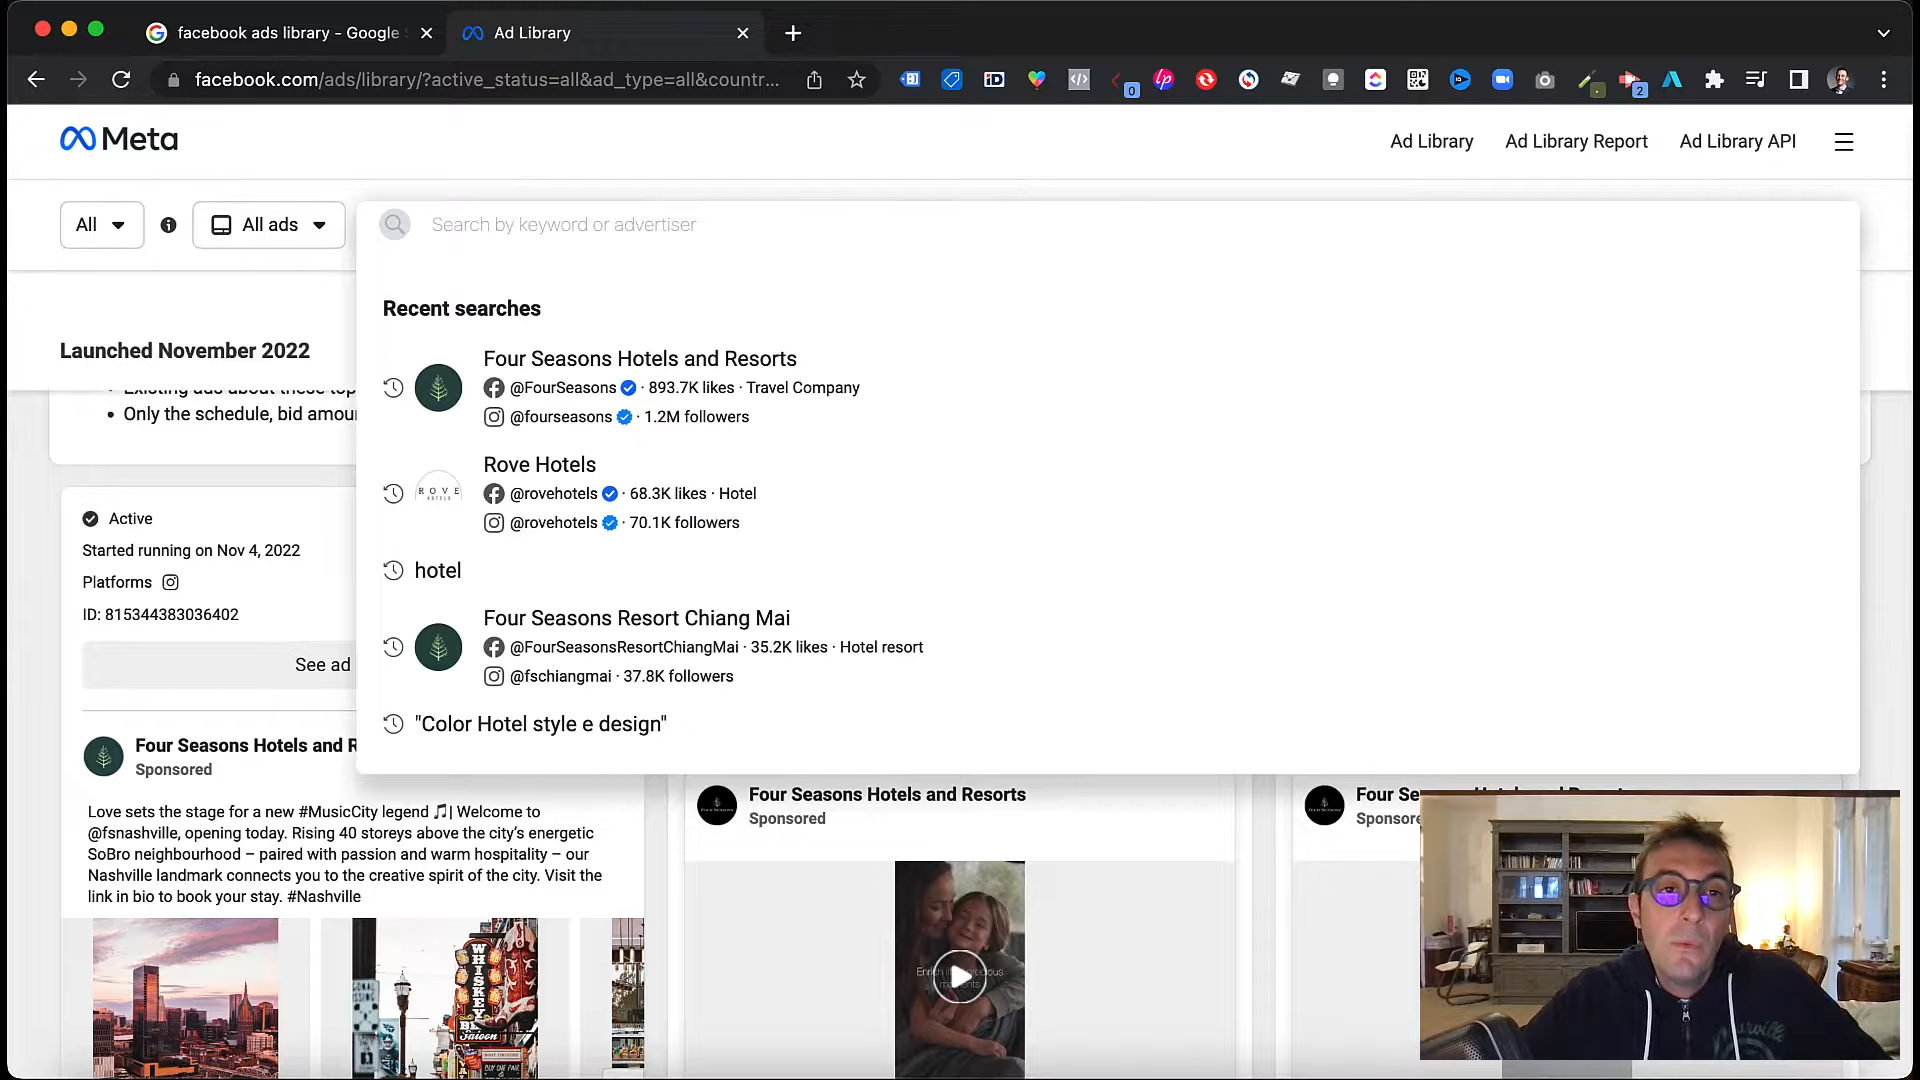 facebook ads library - Google
Ad Library
facebook.com/ads/library/?active_status=all&ad_type=all&countr...
iD
lp
0
2
Meta
Ad Library
Ad Library Report
Ad Library API
All
All ads
Search by keyword or advertiser
Recent searches
Launched November 2022
Four Seasons Hotels and Resorts
@FourSeasons · 893.7K likes · Travel Company
@fourseasons · 1.2M followers
Only the schedule, bid amou
Rove Hotels
@rovehotels · 68.3K likes · Hotel
@rovehotels · 70.1K followers
ROVE
HOTELS
hotel
Four Seasons Resort Chiang Mai
@FourSeasonsResortChiangMai · 35.2K likes · Hotel resort
@fschiangmai · 37.8K followers
"Color Hotel style e design"
Active
Started running on Nov 4, 2022
Platforms
ID: 815344383036402
See ad
Four Seasons Hotels and R
Sponsored
Love sets the stage for a new #MusicCity legend 🎵| Welcome to
@fsnashville, opening today. Rising 40 storeys above the city's energetic
SoBro neighbourhood – paired with passion and warm hospitality – our
Nashville landmark connects you to the creative spirit of the city. Visit the
link in bio to book your stay. #Nashville
WHISKEY
Saloon
Four Seasons Hotels and Resorts
Sponsored